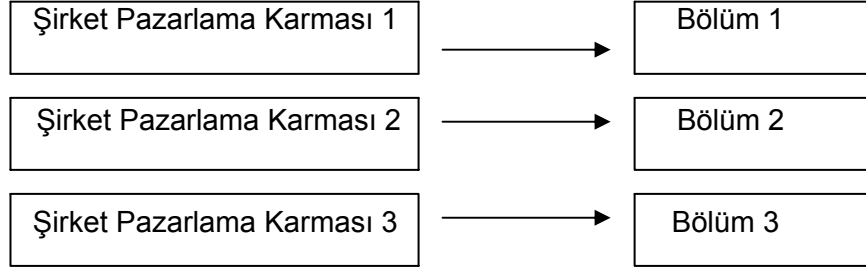 Şirket Pazarlama Karması 1
Bölüm 1
Şirket Pazarlama Karması 2
Bölüm 2
Şirket Pazarlama Karması 3
Bölüm 3